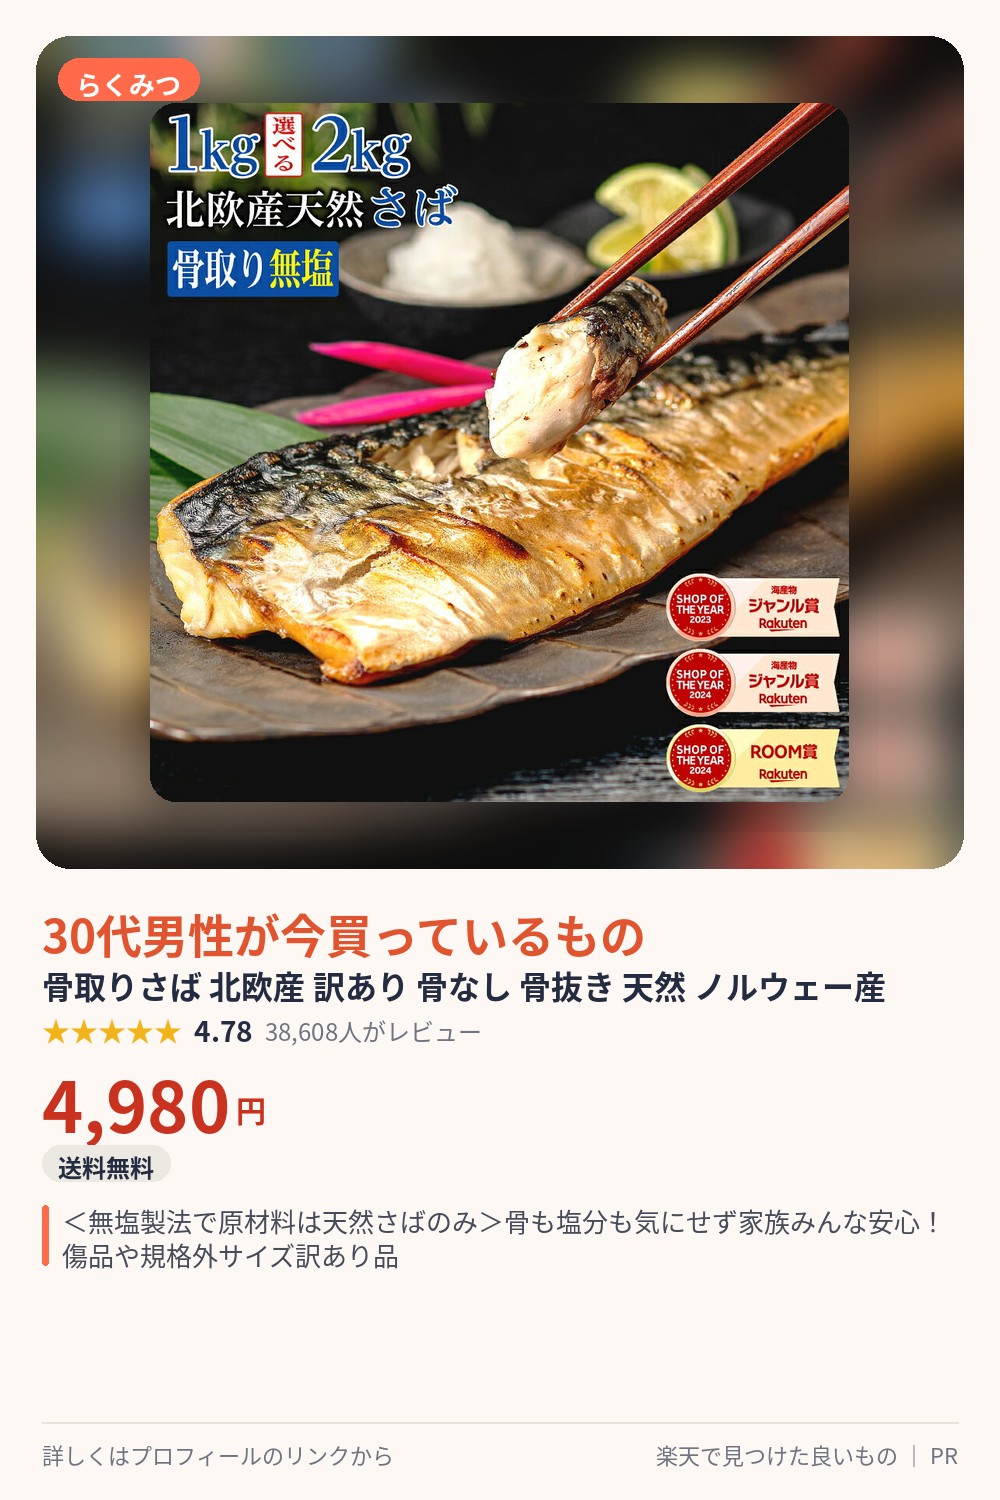 らくみつ
1kg 選べる 2kg
北欧産天然さば
骨取り無塩
SHOP OF
THE YEAR
2023
海産物
ジャンル賞
Rakuten
SHOP OF
THE YEAR
2024
海産物
ジャンル賞
Rakuten
SHOP OF
THE YEAR
2024
ROOM賞
Rakuten
30代男性が今買っているもの
骨取りさば 北欧産 訳あり 骨なし 骨抜き 天然 ノルウェー産
★★★★★ 4.78 38,608人がレビュー
4,980円
送料無料
＜無塩製法で原材料は天然さばのみ＞骨も塩分も気にせず家族みんな安心！
傷品や規格外サイズ訳あり品
詳しくはプロフィールのリンクから
楽天で見つけた良いもの｜PR